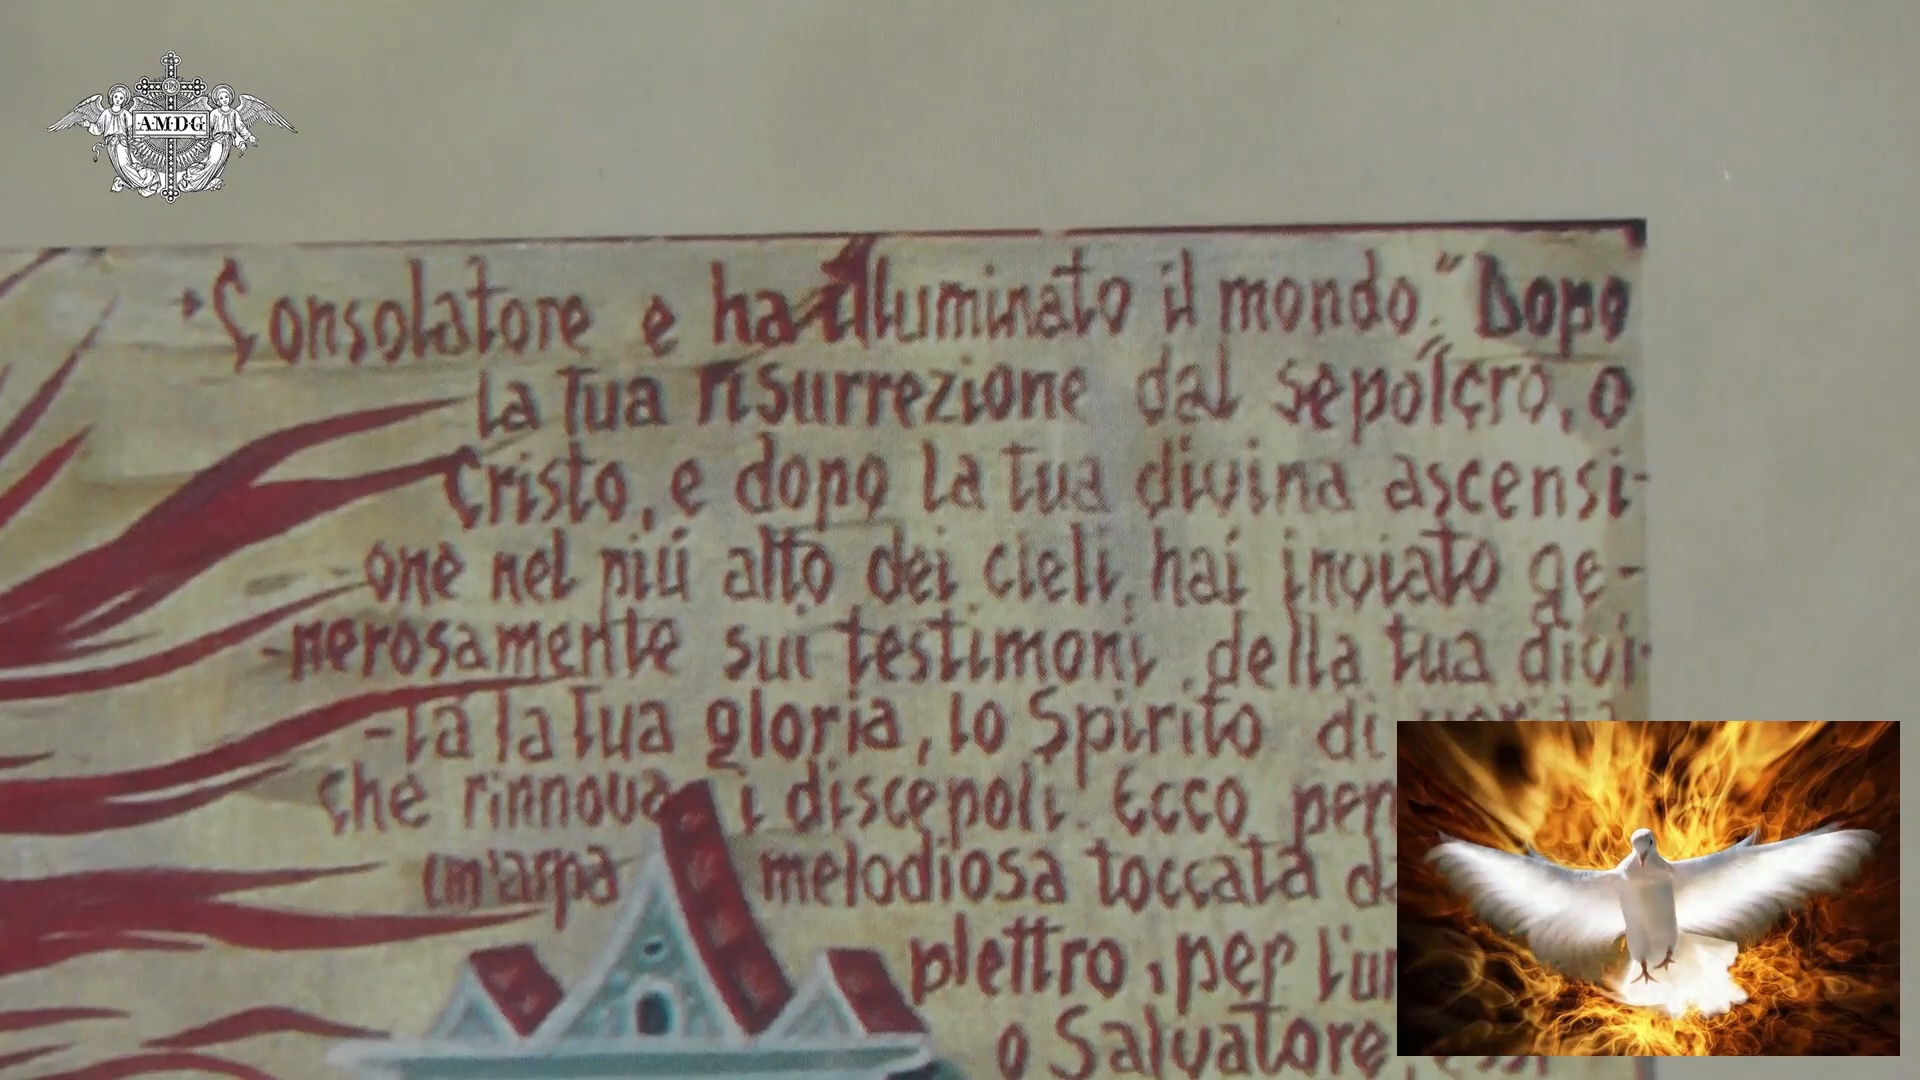 A·M·D·G
Consolatore e ha illuminato il mondo." Dopo
la tua risurrezione dal sepolcro, o
Cristo, e dopo la tua divina ascensi-
one nel più alto dei cieli, hai inviato ge-
-nerosamente sui testimoni della tua divi-
-tà la tua gloria, lo Spirito di
che rinnova i discepoli. Ecco
un'arpa melodiosa toccata
plettro, per
o Salvatore,